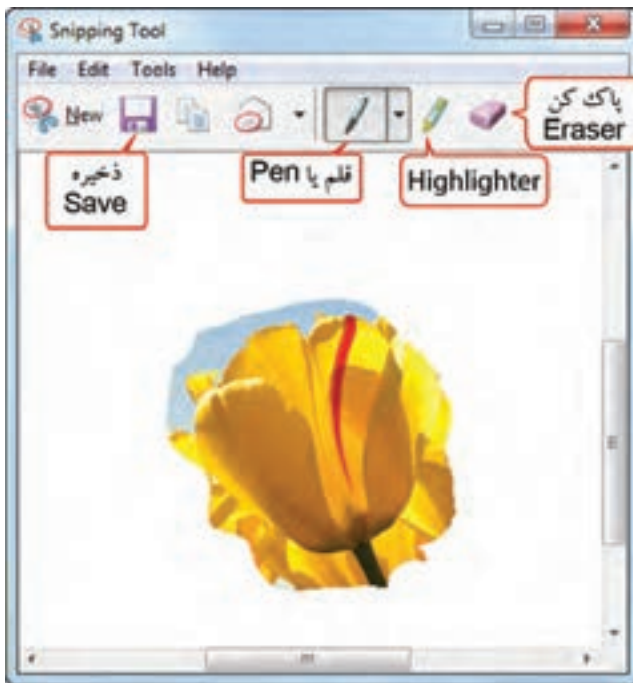 Snipping Tool
File Edit Tools Help
New
پاک کن
Eraser
ذخیره
Save
قلم یا Pen
Highlighter